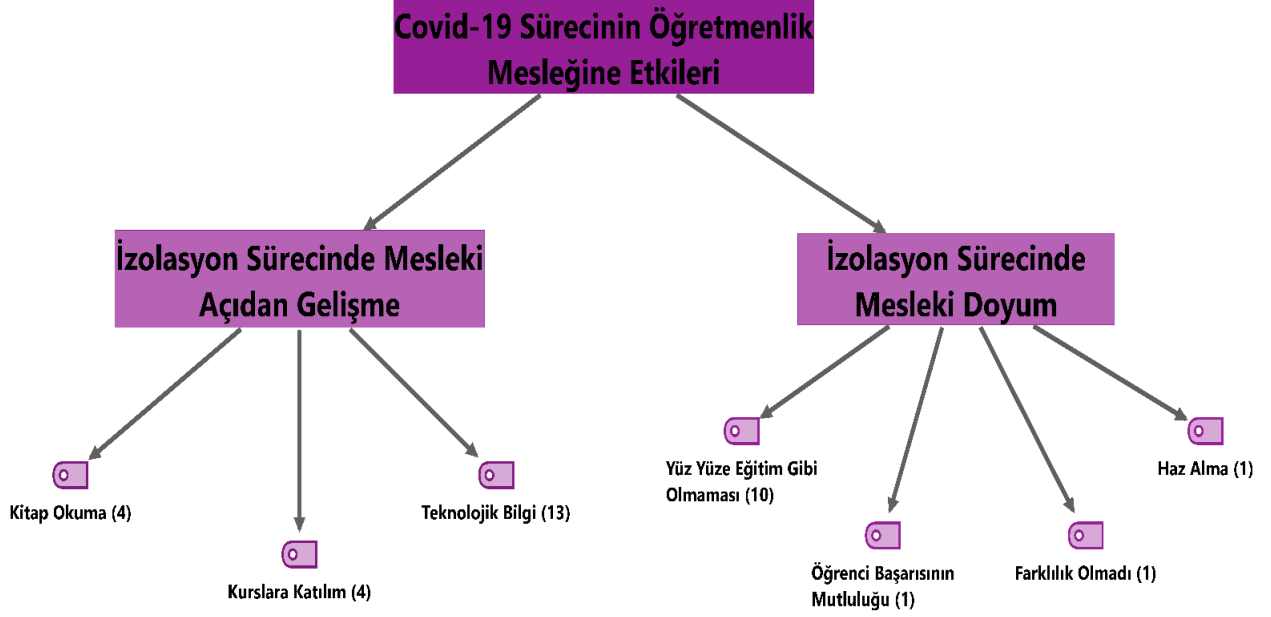 Covid-19 Sürecinin Öğretmenlik
Mesleğine Etkileri
İzolasyon Sürecinde Mesleki
Açıdan Gelişme
İzolasyon Sürecinde
Mesleki Doyum
Kitap Okuma (4)
Kurslara Katılım (4)
Teknolojik Bilgi (13)
Yüz Yüze Eğitim Gibi
Olmaması (10)
Öğrenci Başarısının
Mutluluğu (1)
Farklılık Olmadı (1)
Haz Alma (1)